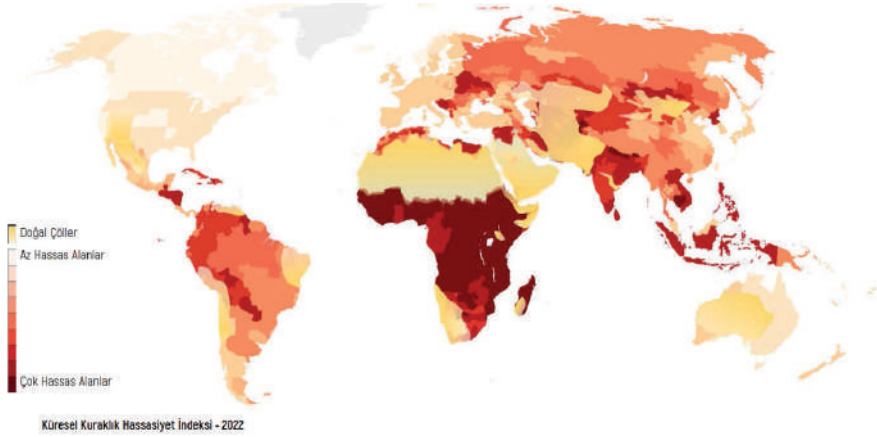 Doğal Çöller
Az Hassas Alanlar
Çok Hassas Alanlar
Küresel Kuraklık Hassasiyet İndeksi - 2022